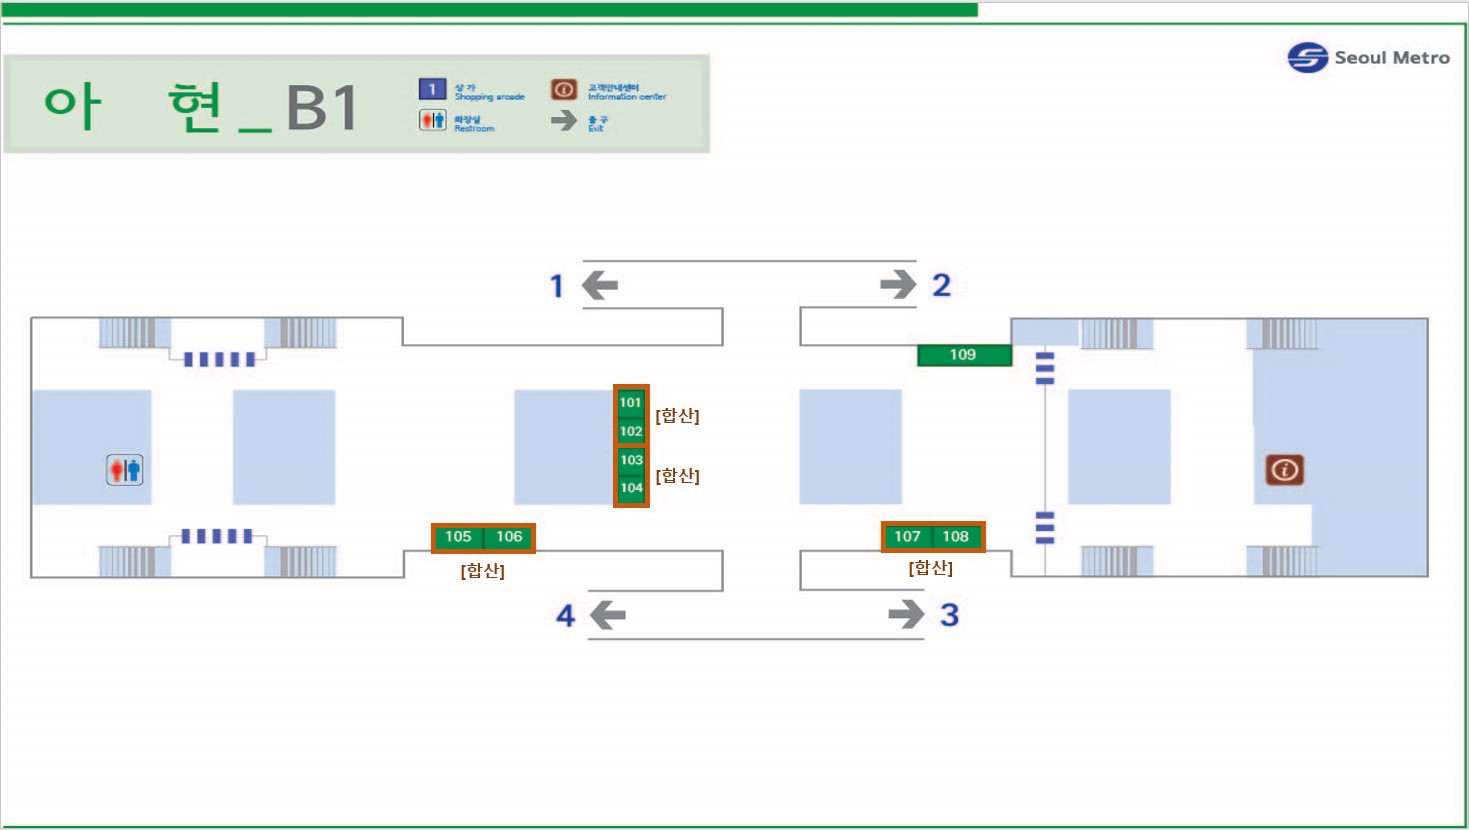 Seoul Metro
아 현_B1
1 상 가
Shopping arcade
고객안내센터
Information center
화장실
Restroom
출 구
Exit
1
2
109
101
[합산]
102
103
[합산]
104
105 106
[합산]
107 108
[합산]
4
3